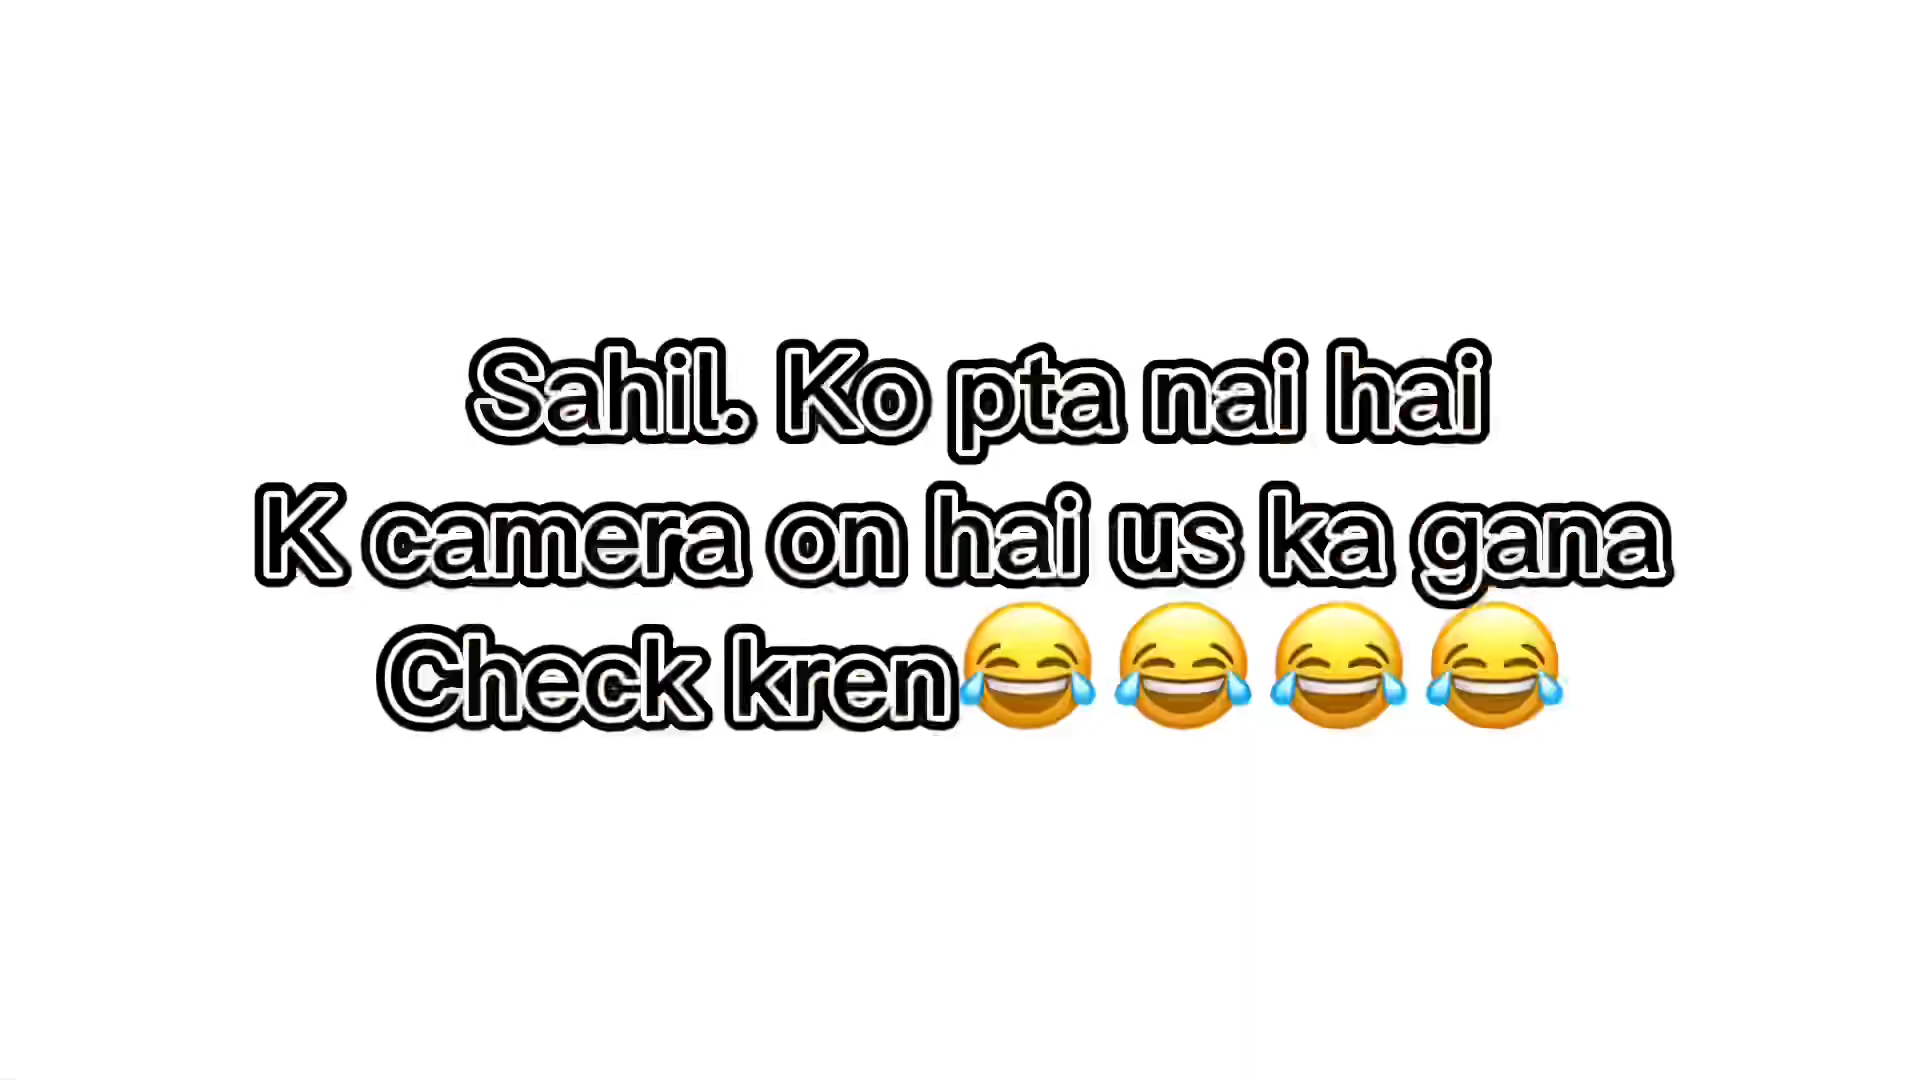 Sahil. Ko pta nai hai
K camera on hai us ka gana
Check kren😂😂😂😂